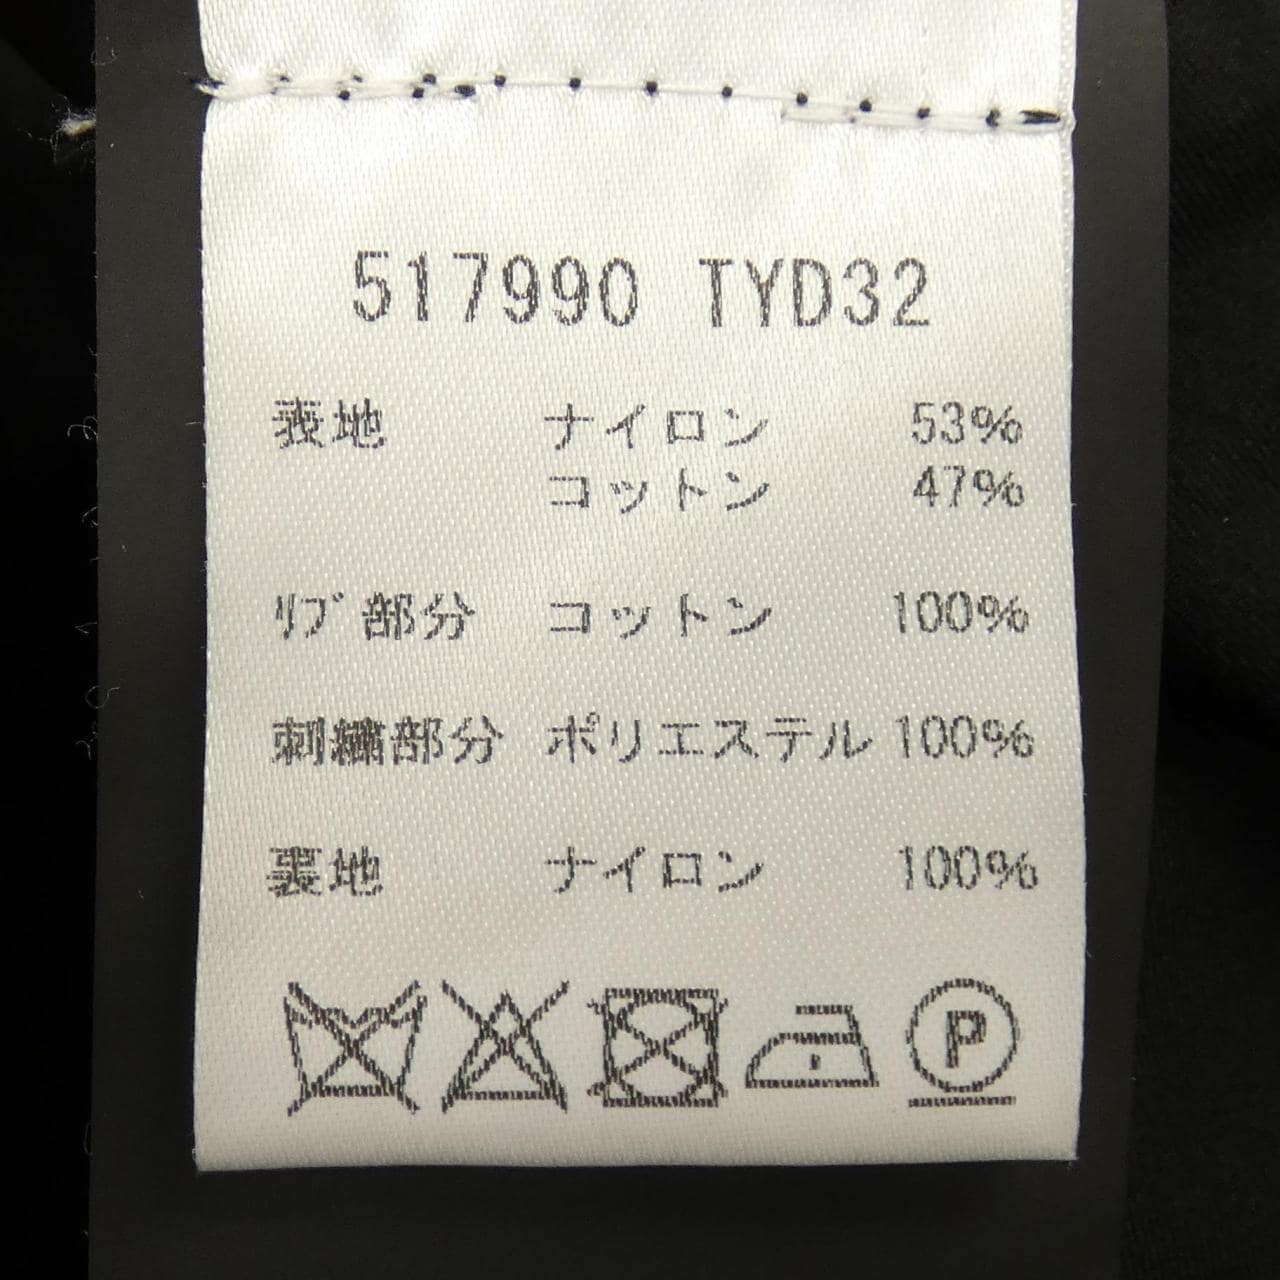 517990 TYD32
表地 ナイロン 53%
コットン 47%
ﾘﾌﾞ部分 コットン 100%
刺繍部分 ポリエステル 100%
裏地 ナイロン 100%
P